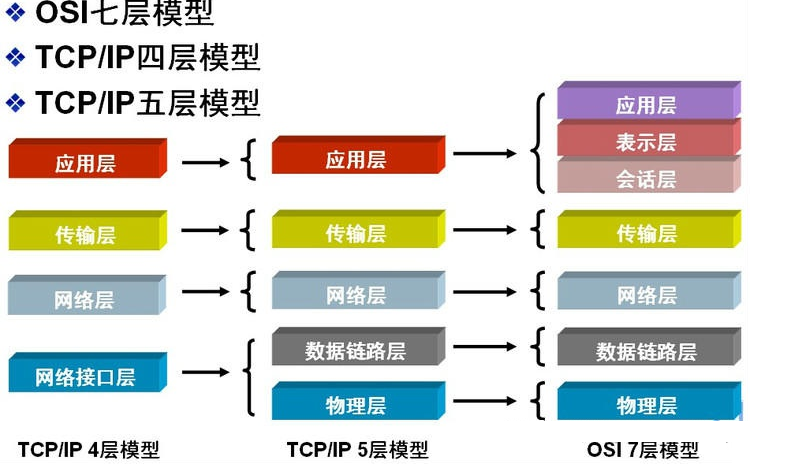 OSI七层模型
TCP/IP四层模型
TCP/IP五层模型
应用层
应用层
应用层
表示层
会话层
传输层
传输层
传输层
网络层
网络层
网络层
网络接口层
数据链路层
数据链路层
物理层
物理层
TCP/IP 4层模型
TCP/IP 5层模型
OSI 7层模型